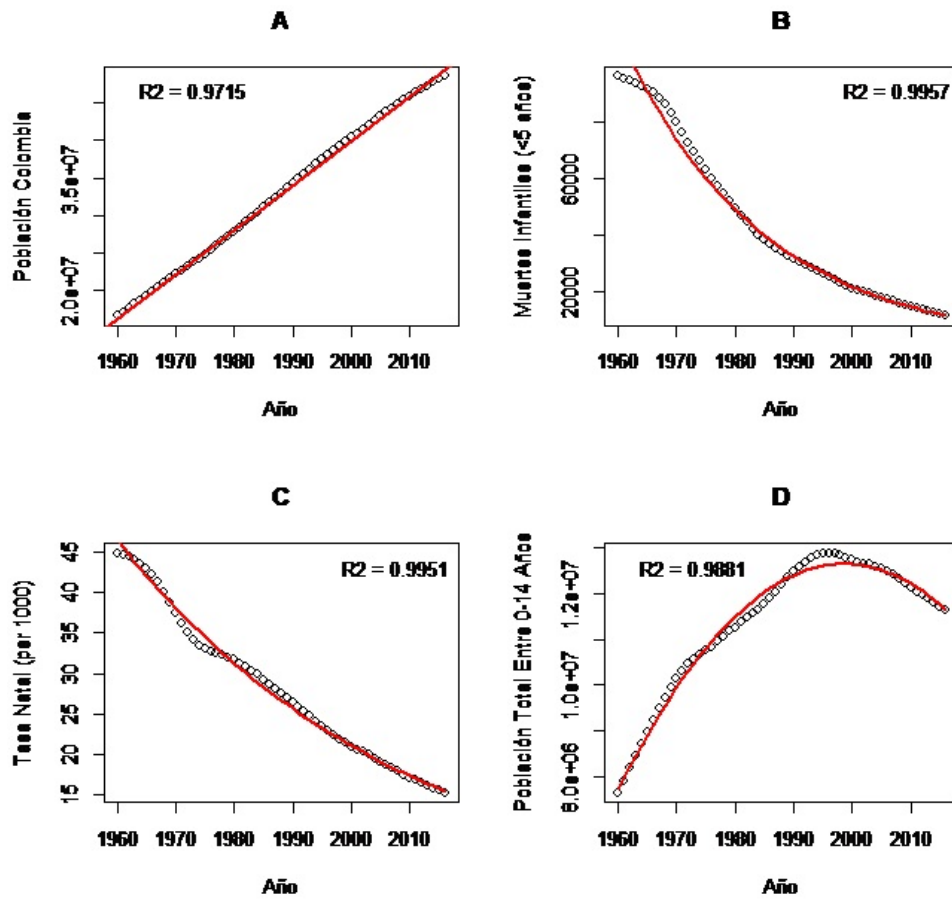 A
R2 = 0.9715
Población Colombia
2.0e+07 3.5e+07
1960 1970 1980 1990 2000 2010
Año
B
R2 = 0.9957
Muertes Infantiles (<5 años)
20000 60000
1960 1970 1980 1990 2000 2010
Año
C
R2 = 0.9951
Tasa Natal (per 1000)
15 20 25 30 35 40 45
1960 1970 1980 1990 2000 2010
Año
D
R2 = 0.9881
Población Total Entre 0-14 Años
8.0e+06 1.0e+07 1.2e+07
1960 1970 1980 1990 2000 2010
Año